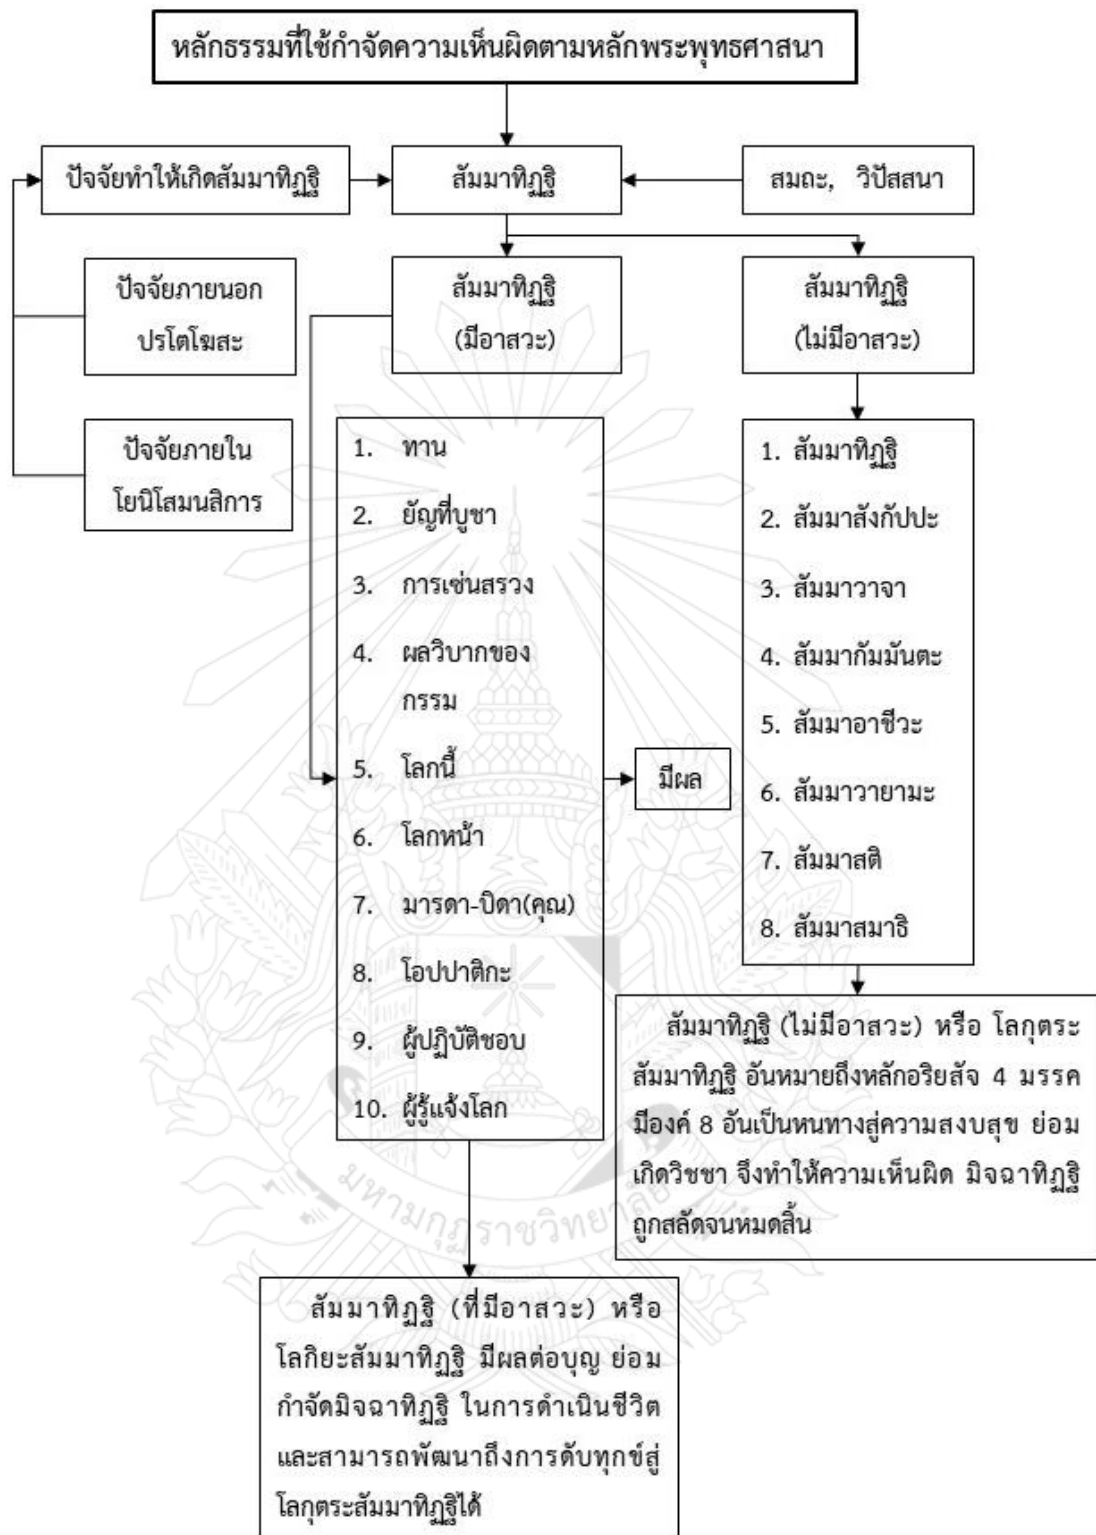 หลักธรรมที่ใช้กำจัดความเห็นผิดตามหลักพระพุทธศาสนา
ปัจจัยทำให้เกิดสัมมาทิฏฐิ
สัมมาทิฏฐิ
สมถะ, วิปัสสนา
ปัจจัยภายนอก
ปรโตโฆสะ
ปัจจัยภายใน
โยนิโสมนสิการ
สัมมาทิฏฐิ
(มีอาสวะ)
สัมมาทิฏฐิ
(ไม่มีอาสวะ)
1. ทาน
2. ยัญที่บูชา
3. การเซ่นสรวง
4. ผลวิบากของ
กรรม
5. โลกนี้
6. โลกหน้า
7. มารดา-บิดา(คุณ)
8. โอปปาติกะ
9. ผู้ปฏิบัติชอบ
10. ผู้รู้แจ้งโลก
มีผล
1. สัมมาทิฏฐิ
2. สัมมาสังกัปปะ
3. สัมมาวาจา
4. สัมมากัมมันตะ
5. สัมมาอาชีวะ
6. สัมมาวายามะ
7. สัมมาสติ
8. สัมมาสมาธิ
สัมมาทิฏฐิ (ไม่มีอาสวะ) หรือ โลกุตระ
สัมมาทิฏฐิ อันหมายถึงหลักอริยสัจ 4 มรรค
มีองค์ 8 อันเป็นหนทางสู่ความสงบสุข ย่อม
เกิดวิชชา จึงทำให้ความเห็นผิด มิจฉาทิฏฐิ
ถูกสลัดจนหมดสิ้น
สัมมาทิฏฐิ (ที่มีอาสวะ) หรือ
โลกิยะสัมมาทิฏฐิ มีผลต่อบุญ ย่อม
กำจัดมิจฉาทิฏฐิ ในการดำเนินชีวิต
และสามารถพัฒนาถึงการดับทุกข์สู่
โลกุตระสัมมาทิฏฐิได้
มหามกุฏราชวิทยาลัย